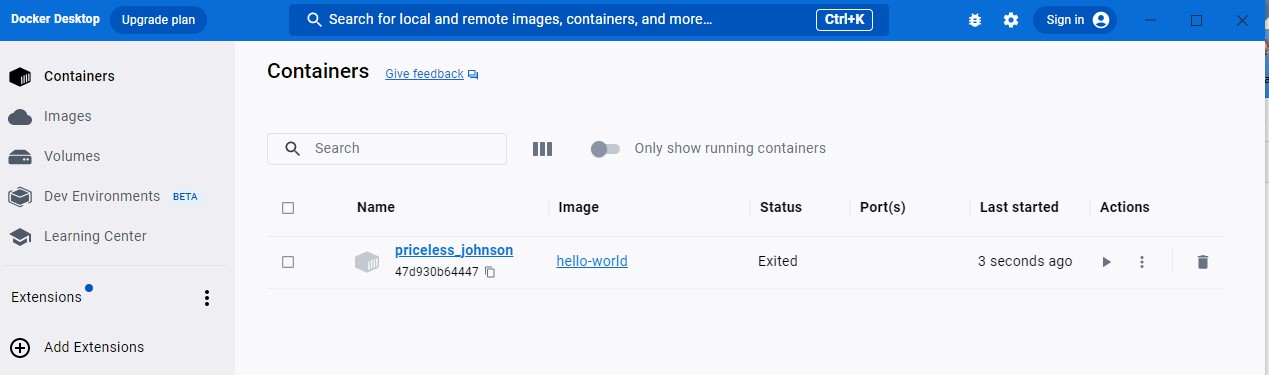 Docker Desktop Upgrade plan Search for local and remote images, containers, and more... Ctrl+K Sign in
Containers
Images
Volumes
Dev Environments BETA
Learning Center
Extensions
Add Extensions
Containers Give feedback
Search Only show running containers
Name Image Status Port(s) Last started Actions
priceless_johnson hello-world Exited 3 seconds ago
47d930b64447